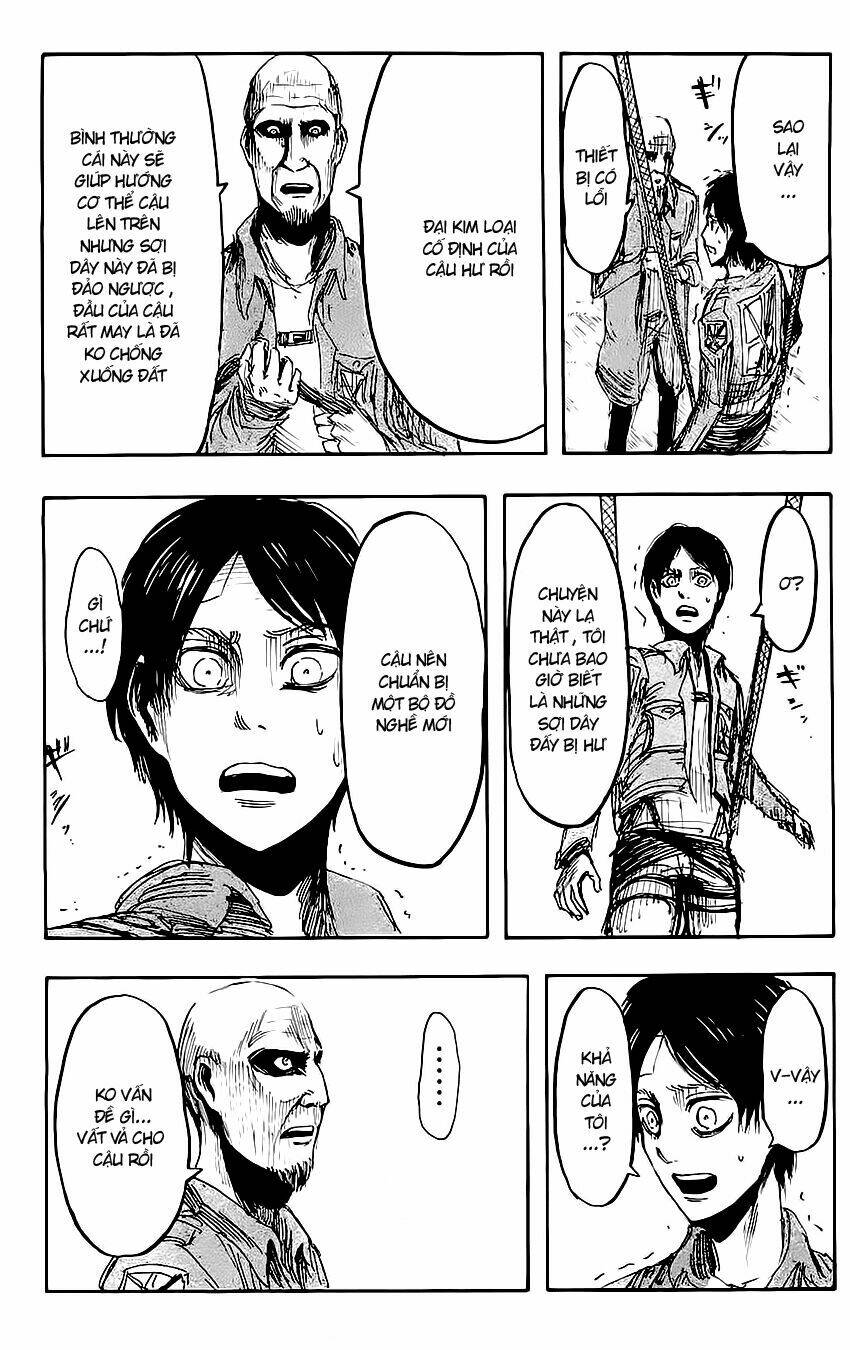 SAO
LẠI
VẬY
...
ギ
シ...
THIẾT
BỊ CÓ
LỖI
ĐAI KIM LOẠI
CỐ ĐỊNH CỦA
CẬU HƯ RỒI
BÌNH THƯỜNG
CÁI NÀY SẼ
GIÚP HƯỚNG
CƠ THỂ CẬU
LÊN TRÊN
NHƯNG SỢI
DÂY NÀY ĐÃ BỊ
ĐẢO NGƯỢC ,
ĐẦU CỦA CẬU
RẤT MAY LÀ ĐÃ
KO CHỐNG
XUỐNG ĐẤT
Ơ?
CHUYỆN
NÀY LẠ
THẬT , TÔI
CHƯA BAO
GIỜ BIẾT
LÀ NHỮNG
SỢI DÂY
ĐẤY BỊ HƯ
CẬU NÊN
CHUẨN BỊ
MỘT BỘ ĐỒ
NGHỀ MỚI
GÌ
CHỨ
...!
V-VẬY
...
KHẢ
NĂNG
CỦA TÔI
...?
......
KO VẤN
ĐỀ GÌ...
VẤT VẢ CHO
CẬU RỒI